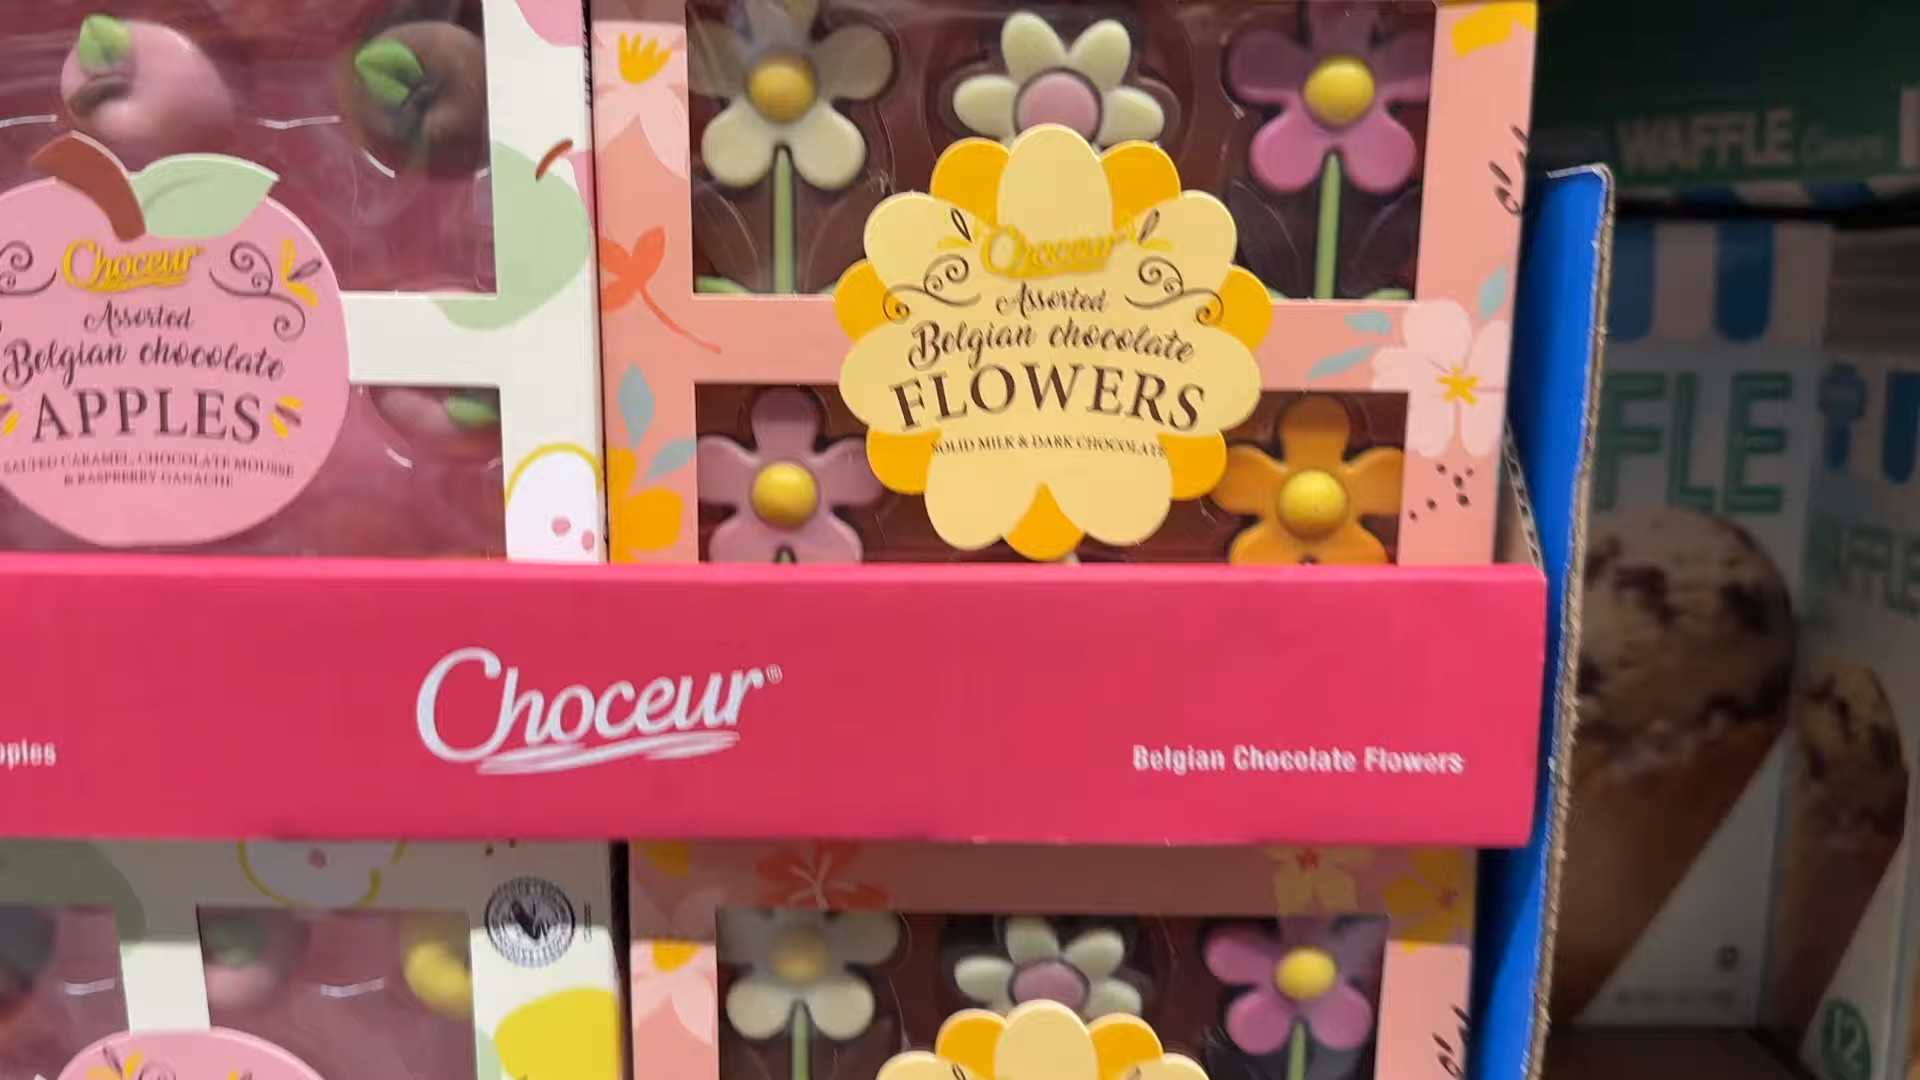 WAFFLE
Choceur
Assorted
Belgian chocolate
APPLES
SALTED CARAMEL, CHOCOLATE MOUSSE
& RASPBERRY GANACHE
Choceur
Assorted
Belgian chocolate
FLOWERS
SOLID MILK & DARK CHOCOLATE
FLE
Choceur®
pples
Belgian Chocolate Flowers
12